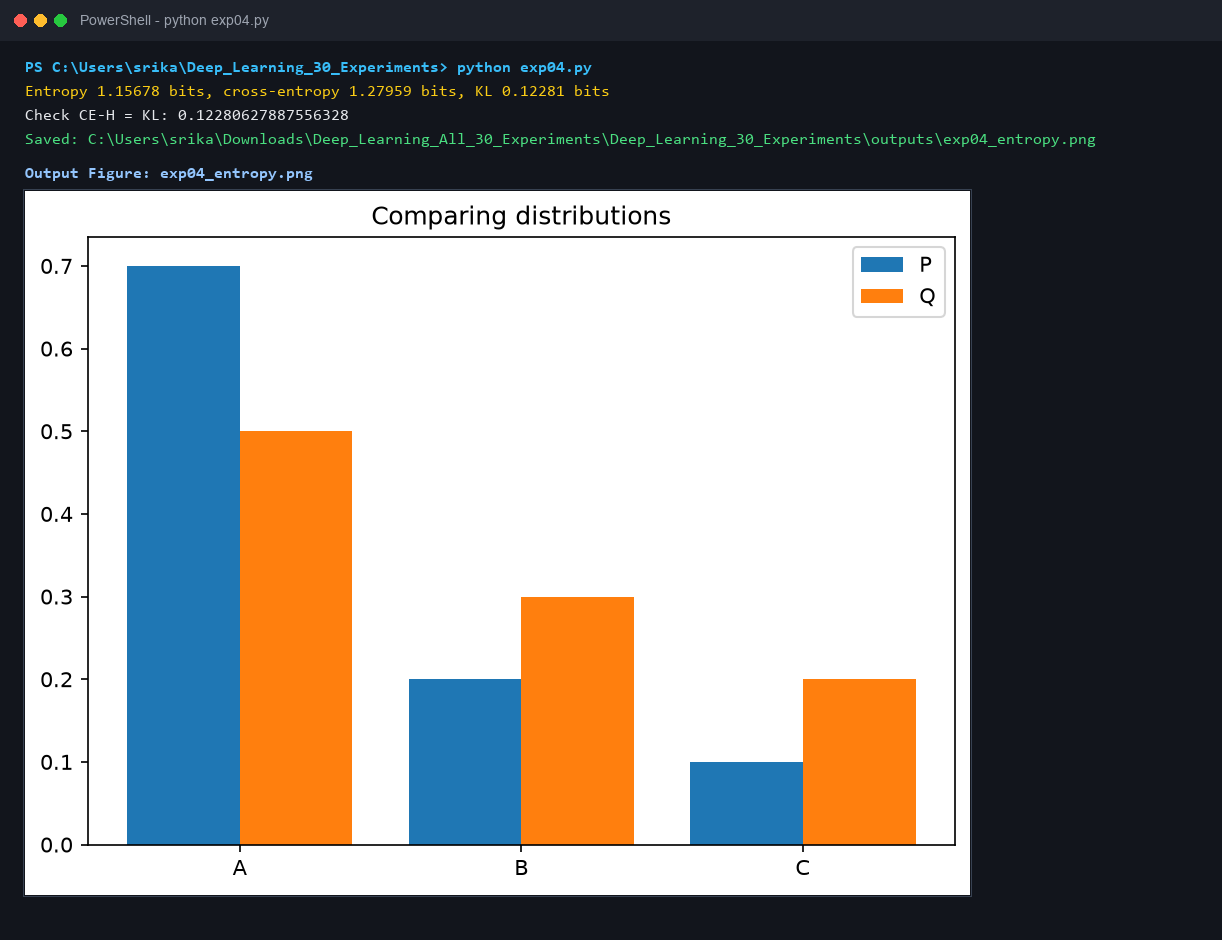 PowerShell - python exp04.py
PS C:\Users\srika\Deep_Learning_30_Experiments> python exp04.py
Entropy 1.15678 bits, cross-entropy 1.27959 bits, KL 0.12281 bits
Check CE-H = KL: 0.12280627887556328
Saved: C:\Users\srika\Downloads\Deep_Learning_All_30_Experiments\Deep_Learning_30_Experiments\outputs\exp04_entropy.png
Output Figure: exp04_entropy.png
Comparing distributions
P
Q
0.7
0.6
0.5
0.4
0.3
0.2
0.1
0.0
A B C